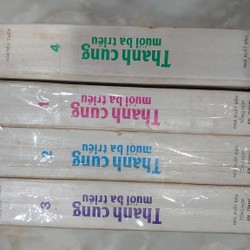 4
Thanh cung
mười ba triều
1
Thanh cung
mười ba triều
2
Thanh cung
mười ba triều
3
Thanh cung
mười ba triều